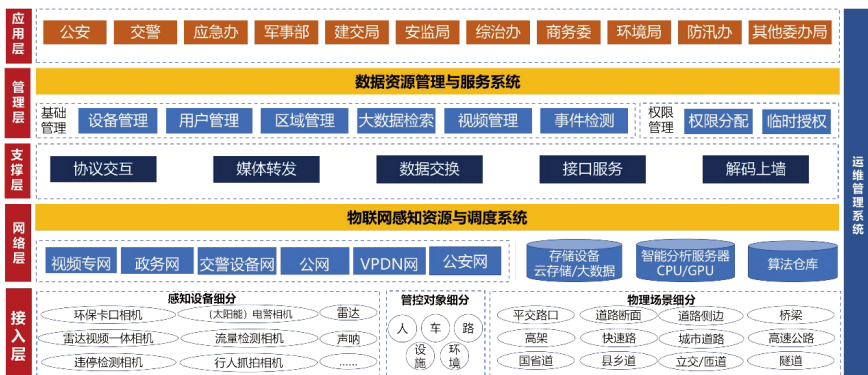 应用层
公安
交警
应急办
军事部
建交局
安监局
综治办
商务委
环境局
防汛办
其他委办局
管理层
数据资源管理与服务系统
基础
管理
设备管理
用户管理
区域管理
大数据检索
视频管理
事件检测
权限
管理
权限分配
临时授权
支撑层
协议交互
媒体转发
数据交换
接口服务
解码上墙
运维管理系统
网络层
物联网感知资源与调度系统
视频专网
政务网
交警设备网
公网
VPDN网
公安网
存储设备
云存储/大数据
智能分析服务器
CPU/GPU
算法仓库
接入层
感知设备细分
环保卡口相机
(太阳能）电警相机
雷达
雷达视频一体相机
流量检测相机
声呐
违停检测相机
行人抓拍相机
......
管控对象细分
人
车
路
设施
环境
物理场景细分
平交路口
道路断面
道路侧边
桥梁
高架
快速路
城市道路
高速公路
国省道
县乡道
立交/匝道
隧道